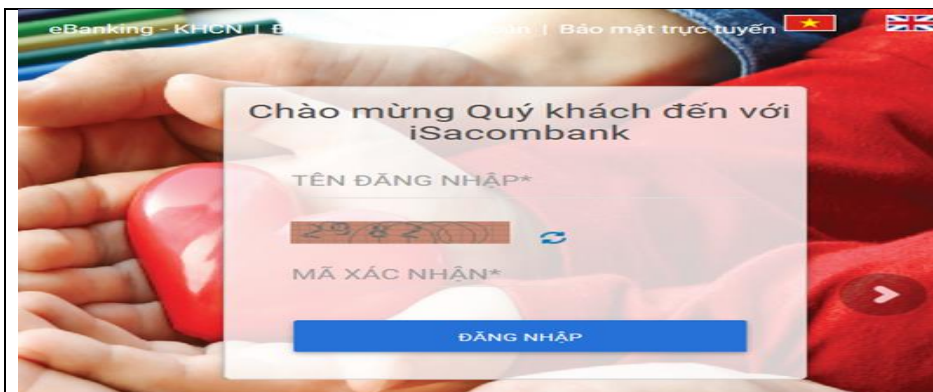 eBanking - KHCN | | Bảo mật trực tuyến
Chào mừng Quý khách đến với
iSacombank
TÊN ĐĂNG NHẬP*
2982
MÃ XÁC NHẬN*
ĐĂNG NHẬP